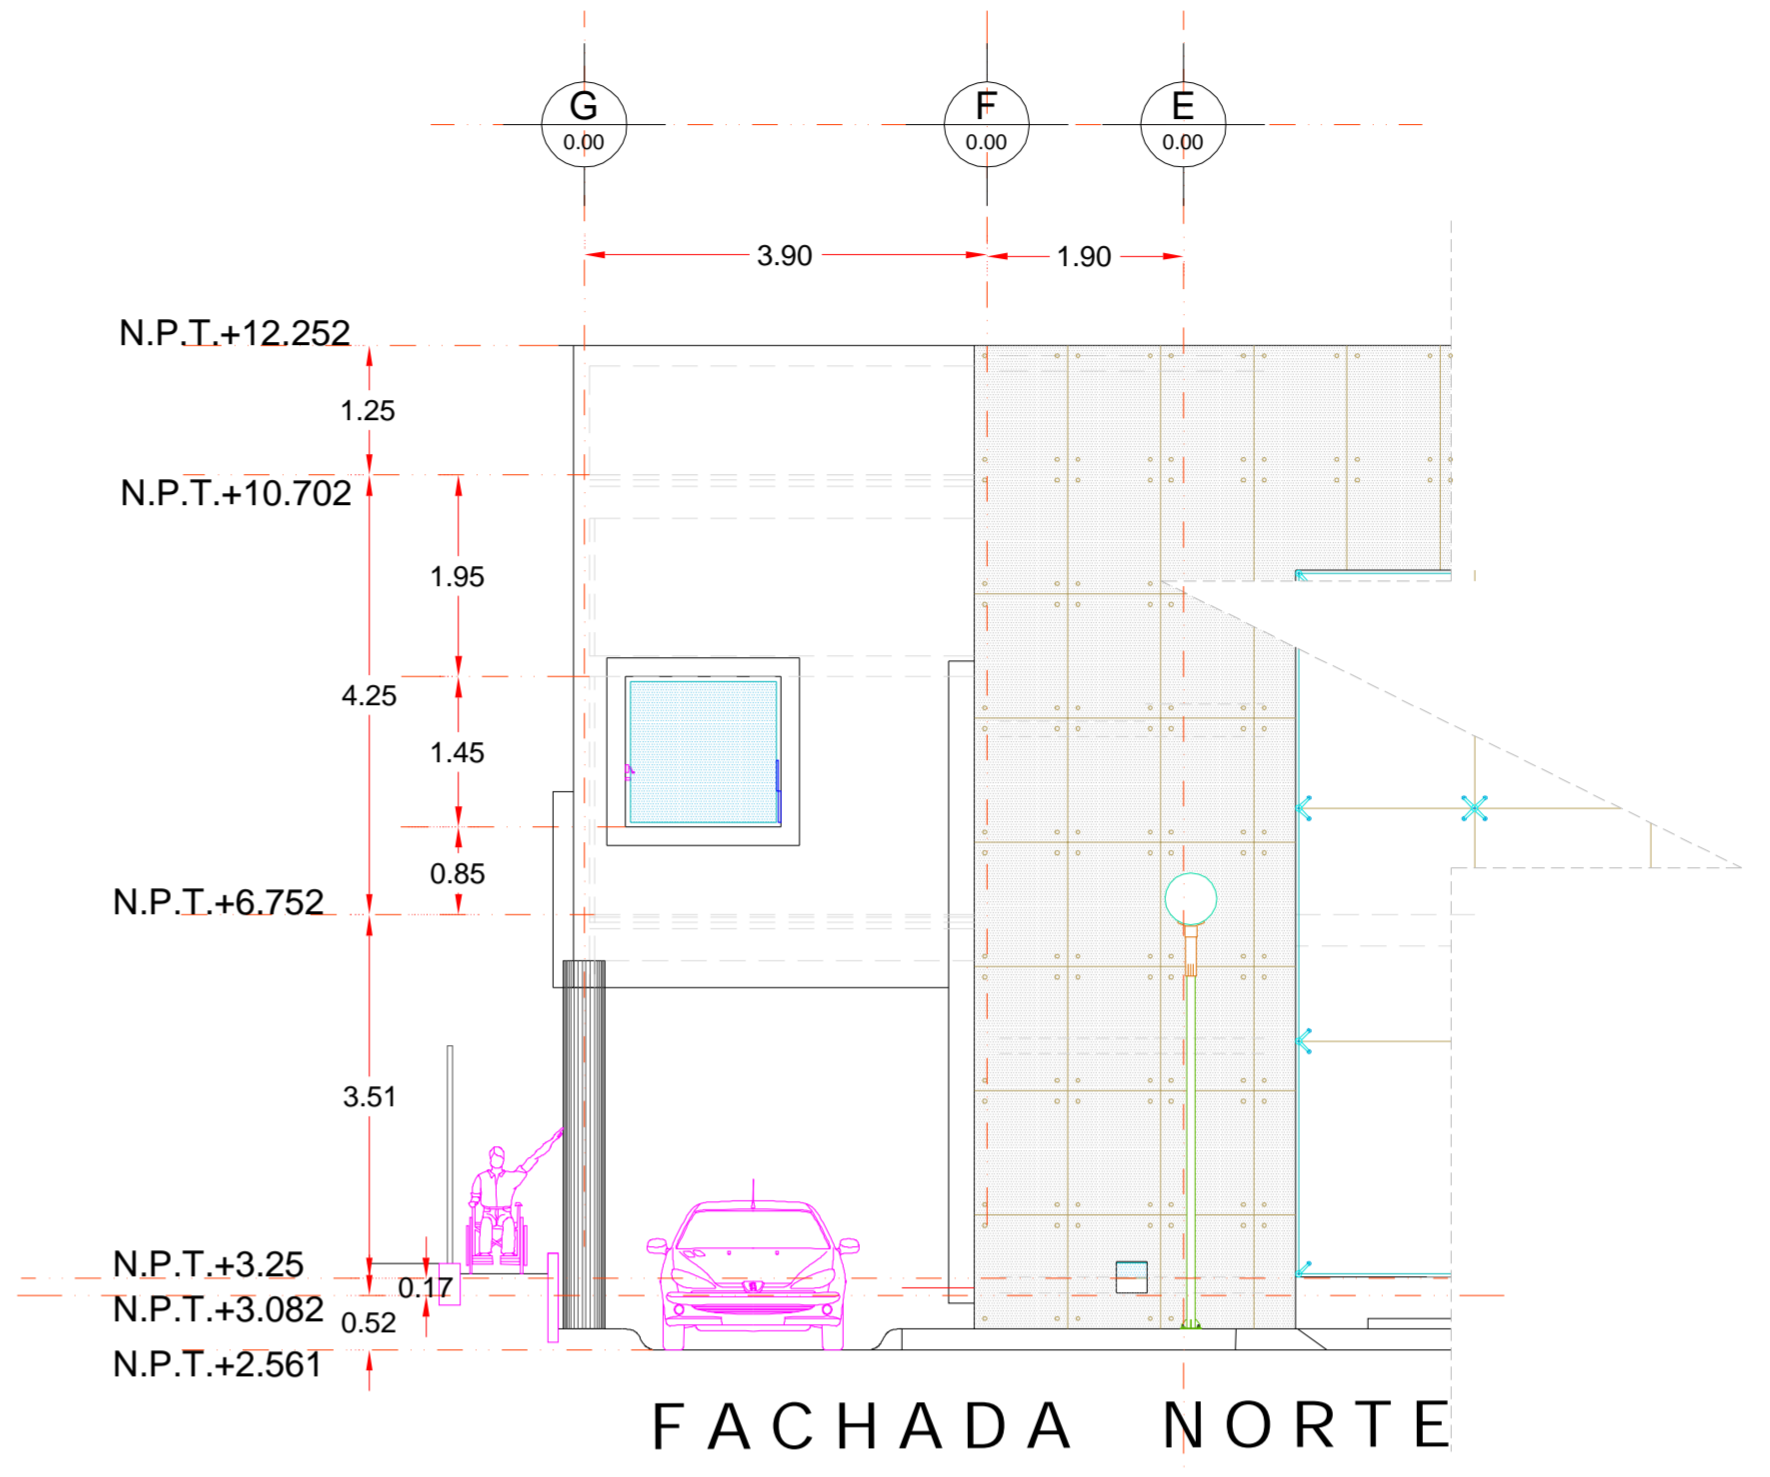 G
0.00
F
0.00
E
0.00
3.90
1.90
N.P.T.+12.252
1.25
N.P.T.+10.702
1.95
4.25
1.45
0.85
N.P.T.+6.752
3.51
N.P.T.+3.25
0.17
N.P.T.+3.082
0.52
N.P.T.+2.561
FACHADA NORTE